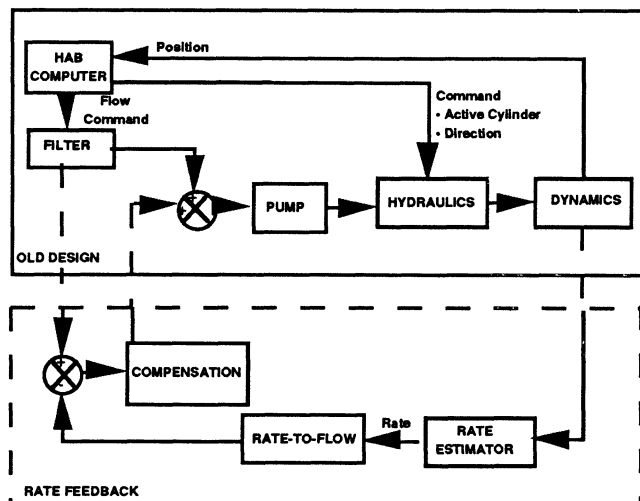 HAB
COMPUTER
Position
Flow
Command
Command
• Active Cylinder
• Direction
FILTER
+
+
PUMP
HYDRAULICS
DYNAMICS
OLD DESIGN
+
-
COMPENSATION
RATE-TO-FLOW
Rate
RATE
ESTIMATOR
RATE FEEDBACK